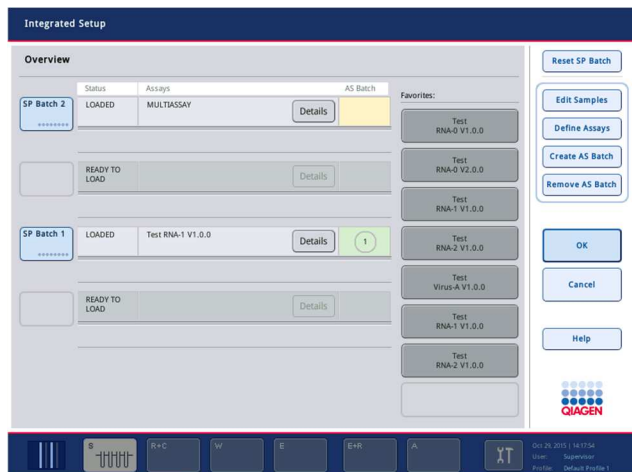 Integrated Setup
Overview
Reset SP Batch
Status Assays AS Batch
Favorites:
SP Batch 2
LOADED
MULTIASSAY
Details
Edit Samples
Define Assays
Create AS Batch
Remove AS Batch
Test
RNA-0 V1.0.0
READY TO
LOAD
Details
Test
RNA-0 V2.0.0
Test
RNA-1 V1.0.0
SP Batch 1
LOADED
Test RNA-1 V1.0.0
Details
1
Test
RNA-2 V1.0.0
OK
Test
Virus-A V1.0.0
Cancel
READY TO
LOAD
Details
Test
RNA-1 V1.0.0
Help
Test
RNA-2 V1.0.0
QIAGEN
S R+C W E E+R A
Oct 29, 2015 | 14:17:54
User: Supervisor
Profile: Default Profile 1